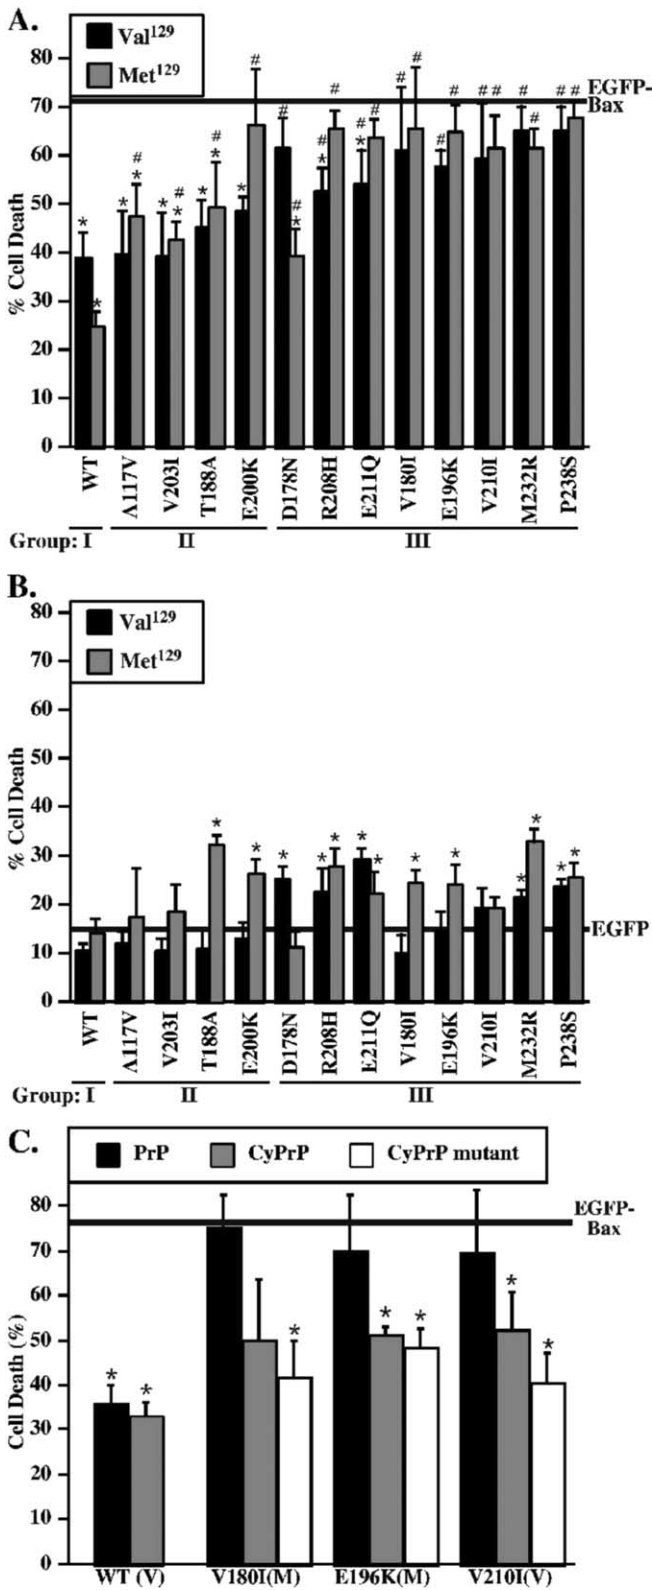 A.
Val129
Met129
80
70
60
50
40
30
20
10
0
% Cell Death
EGFP-
Bax
* * # * * * # * * # * * # # # * # * # * # # # # * # # # # # # # #
WT A117V V203I T188A E200K D178N R208H E211Q V180I E196K V210I M232R P238S
Group: I II III
B.
Val129
Met129
80
70
60
50
40
30
20
10
0
% Cell Death
* * * * * * * * * * * * *
EGFP
WT A117V V203I T188A E200K D178N R208H E211Q V180I E196K V210I M232R P238S
Group: I II III
C.
PrP CyPrP CyPrP mutant
80
70
60
50
40
30
20
10
0
Cell Death (%)
EGFP-
Bax
* * * * * * *
WT (V) V180I(M) E196K(M) V210I(V)